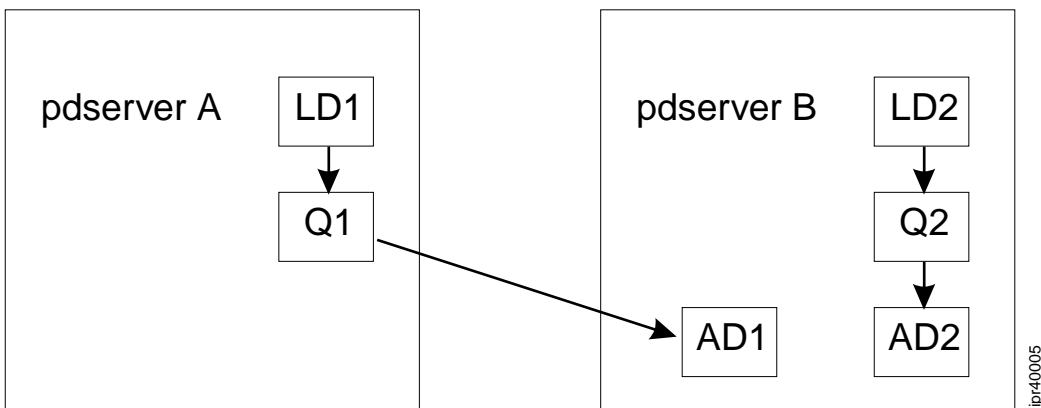 pdserver A
LD1
Q1
pdserver B
LD2
Q2
AD1
AD2
ipr40005